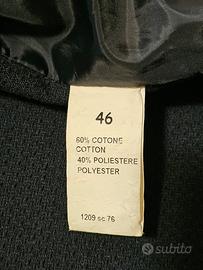 46
60% COTONE
COTTON
40% POLIESTERE
POLYESTER
1209 sc.76
subito